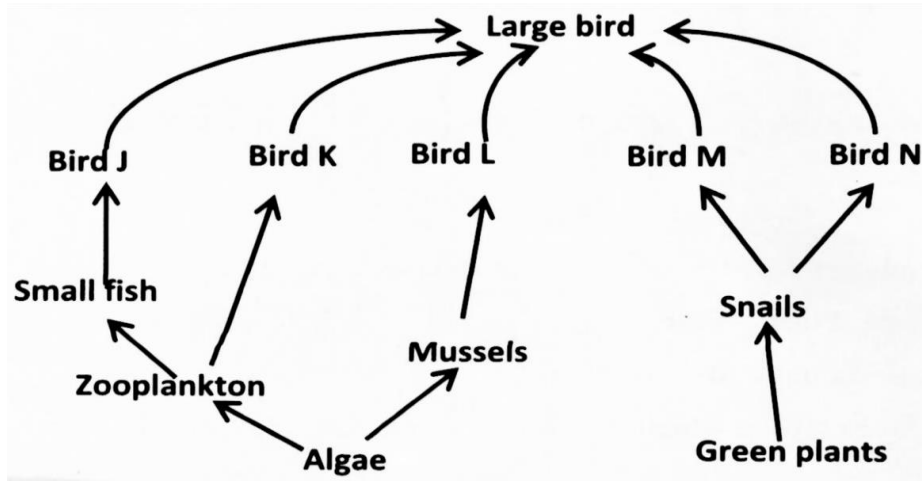 Large bird
Bird J
Bird K
Bird L
Bird M
Bird N
Small fish
Snails
Mussels
Zooplankton
Algae
Green plants